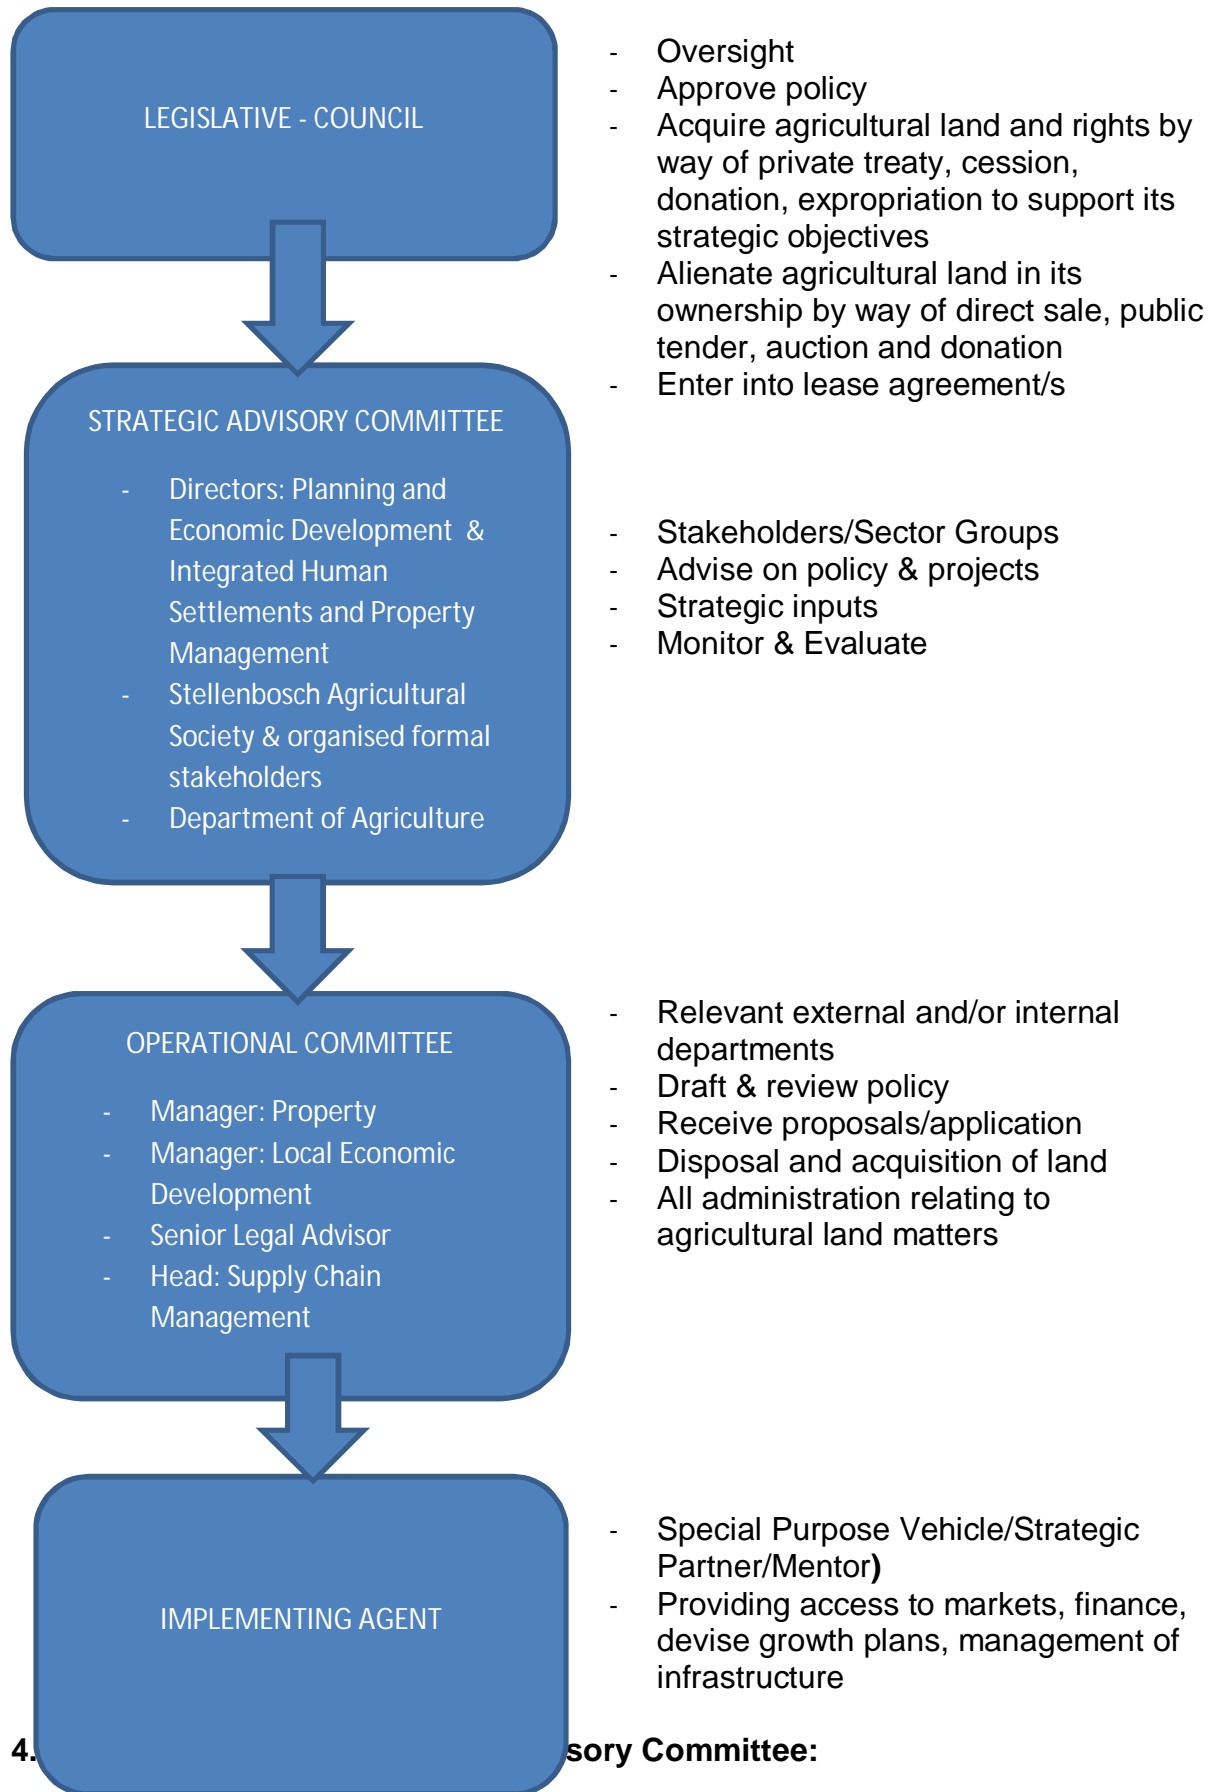 LEGISLATIVE - COUNCIL
- Oversight
- Approve policy
- Acquire agricultural land and rights by
way of private treaty, cession,
donation, expropriation to support its
strategic objectives
- Alienate agricultural land in its
ownership by way of direct sale, public
tender, auction and donation
- Enter into lease agreement/s
STRATEGIC ADVISORY COMMITTEE
- Directors: Planning and
Economic Development &
Integrated Human
Settlements and Property
Management
- Stellenbosch Agricultural
Society & organised formal
stakeholders
- Department of Agriculture
- Stakeholders/Sector Groups
- Advise on policy & projects
- Strategic inputs
- Monitor & Evaluate
OPERATIONAL COMMITTEE
- Manager: Property
- Manager: Local Economic
Development
- Senior Legal Advisor
- Head: Supply Chain
Management
- Relevant external and/or internal
departments
- Draft & review policy
- Receive proposals/application
- Disposal and acquisition of land
- All administration relating to
agricultural land matters
IMPLEMENTING AGENT
- Special Purpose Vehicle/Strategic
Partner/Mentor)
- Providing access to markets, finance,
devise growth plans, management of
infrastructure
4. sory Committee: